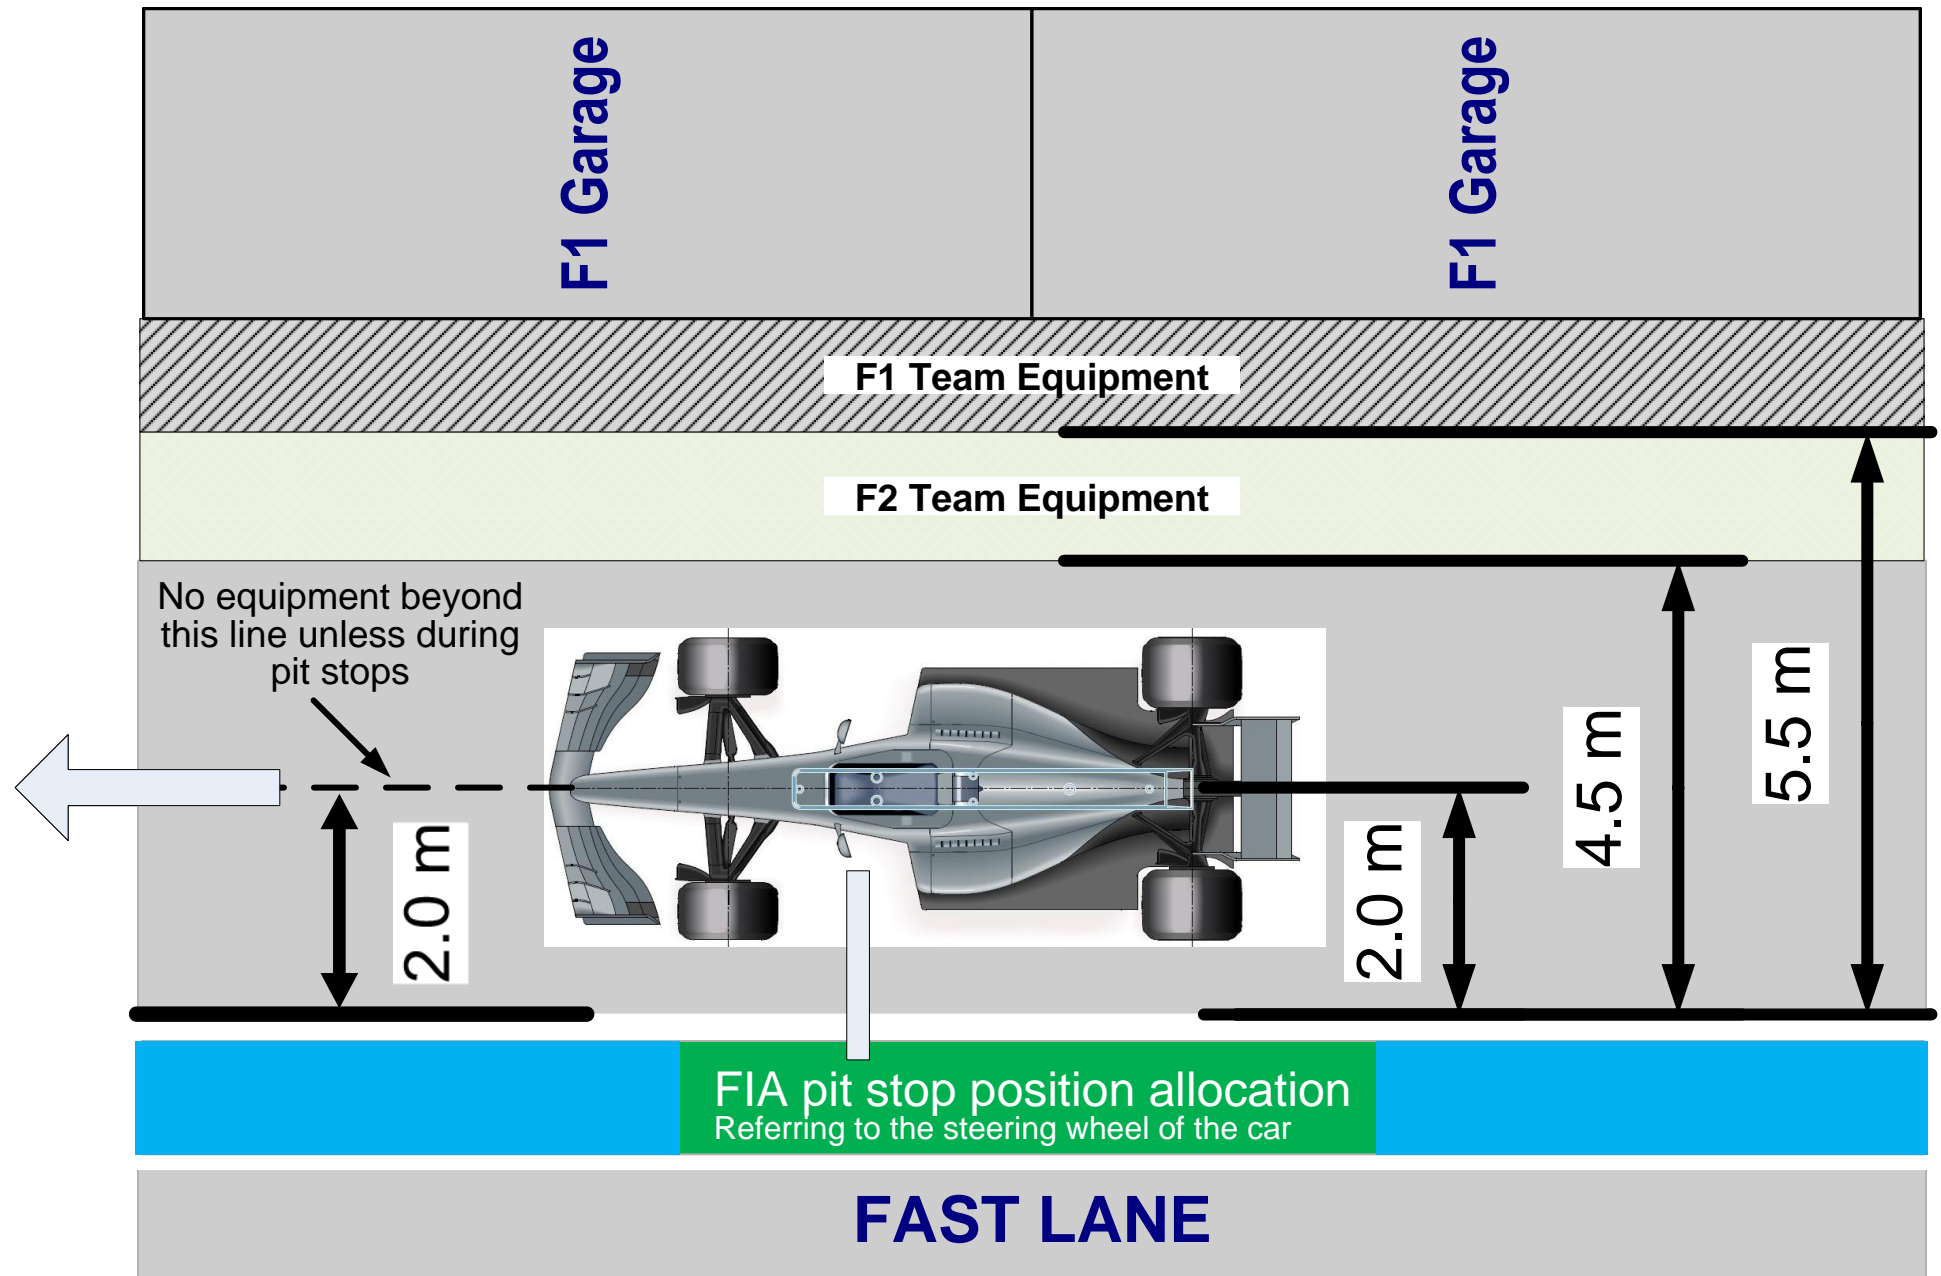 F1 Garage
F1 Garage
F1 Team Equipment
F2 Team Equipment
No equipment beyond
this line unless during
pit stops
2.0 m
2.0 m
4.5 m
5.5 m
FIA pit stop position allocation
Referring to the steering wheel of the car
FAST LANE